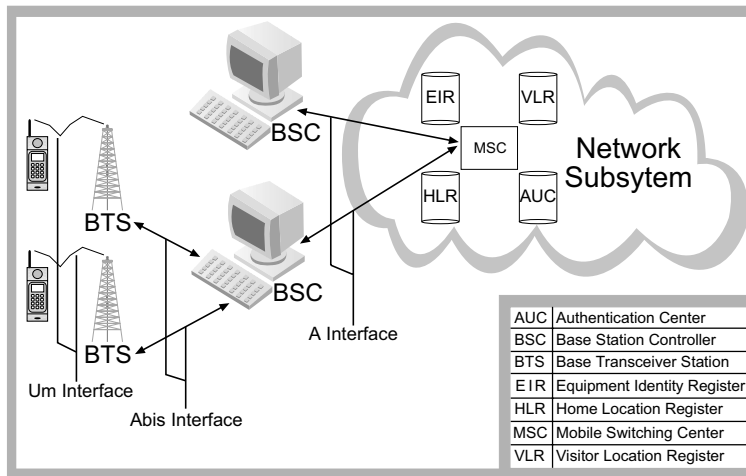 EIR
VLR
BSC
MSC
Network
Subsytem
HLR
AUC
BTS
BSC
BTS
A Interface
Um Interface
Abis Interface
AUC Authentication Center
BSC Base Station Controller
BTS Base Transceiver Station
EIR Equipment Identity Register
HLR Home Location Register
MSC Mobile Switching Center
VLR Visitor Location Register